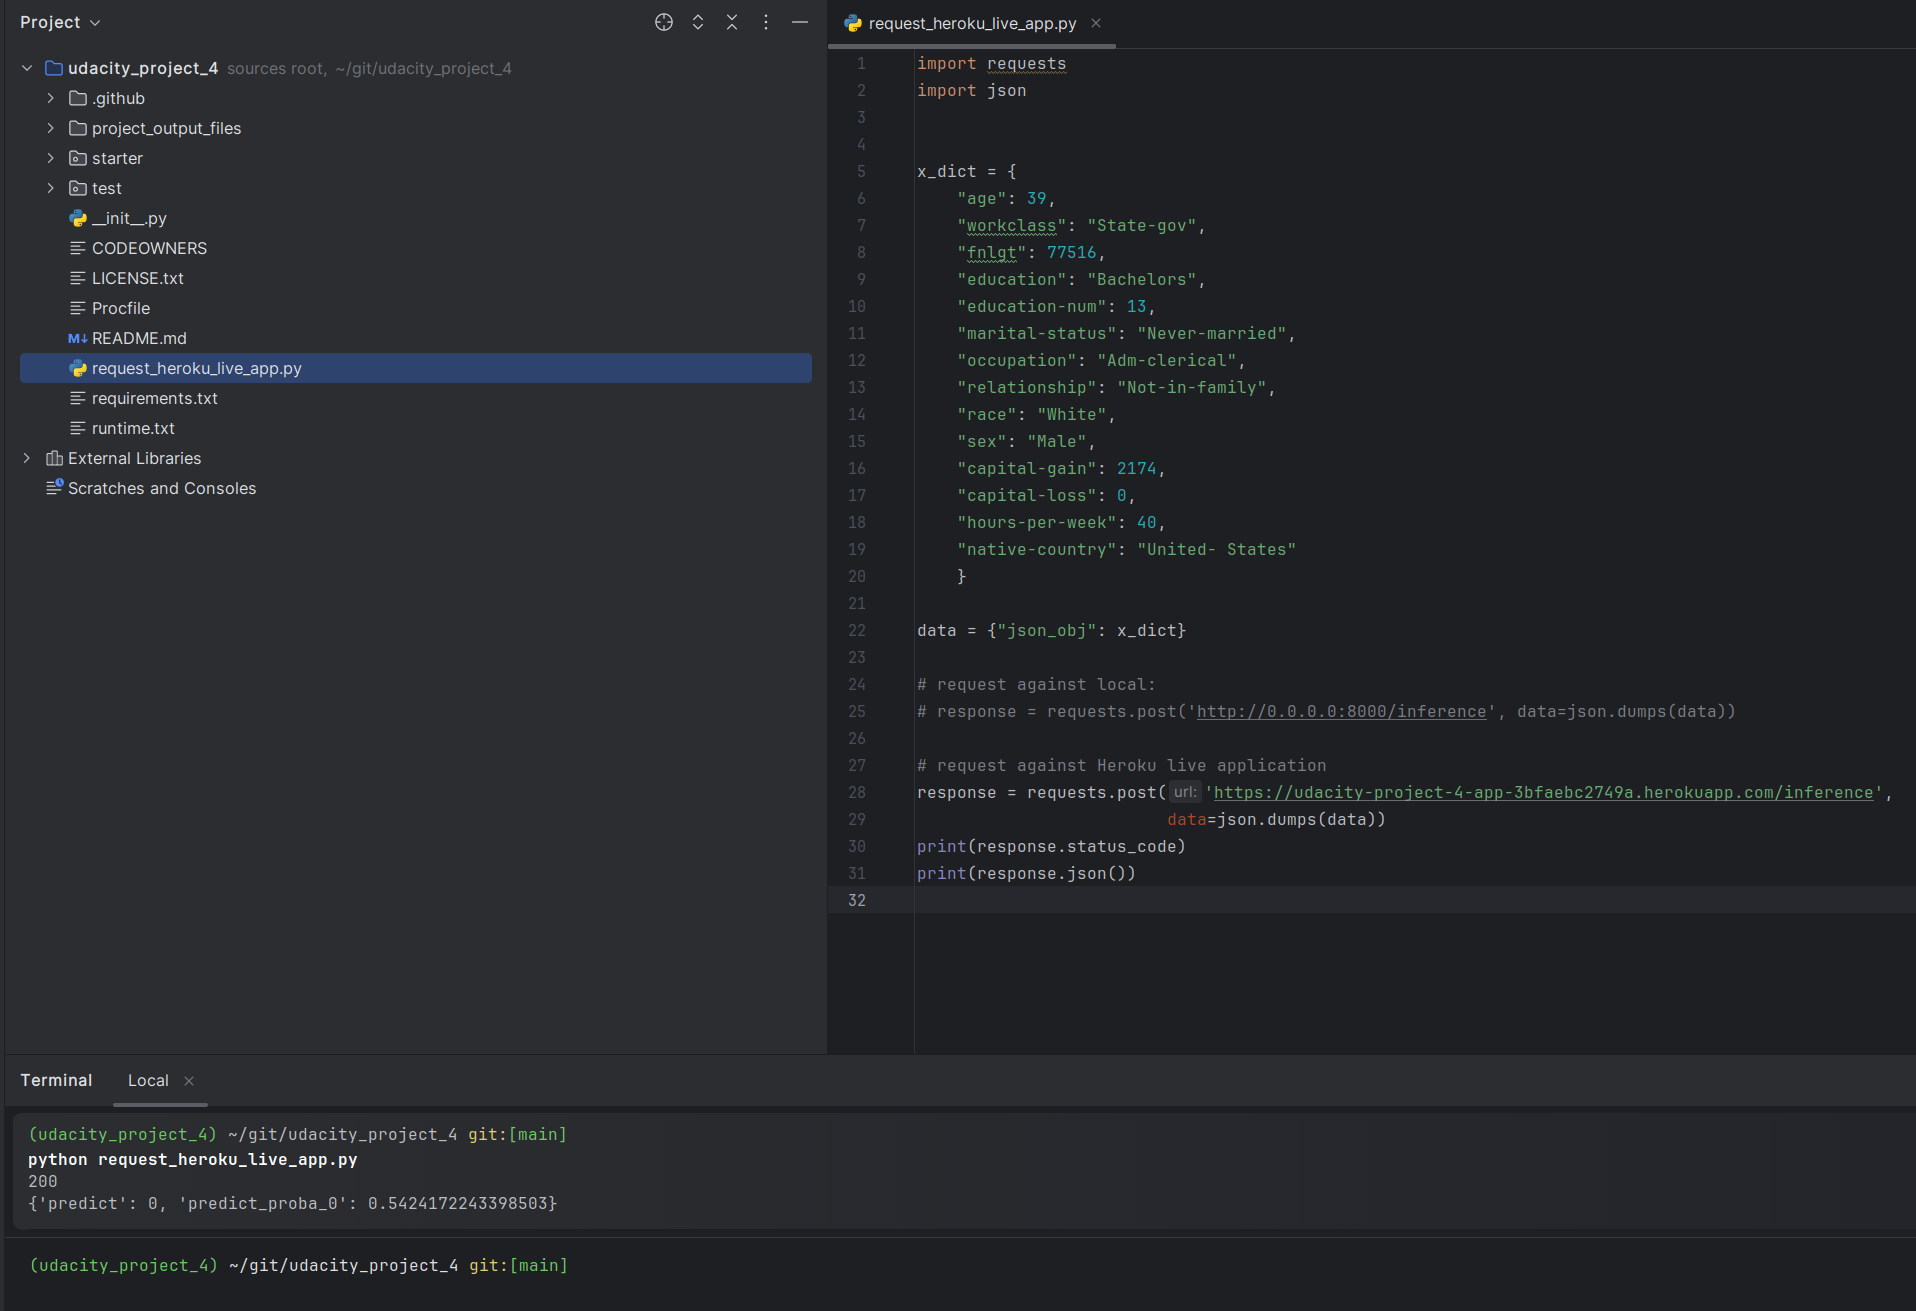 Project
udacity_project_4 sources root, ~/git/udacity_project_4
.github
project_output_files
starter
test
__init__.py
CODEOWNERS
LICENSE.txt
Procfile
M↓ README.md
request_heroku_live_app.py
requirements.txt
runtime.txt
External Libraries
Scratches and Consoles
request_heroku_live_app.py
1 import requests
2 import json
3
4
5 x_dict = {
6     "age": 39,
7     "workclass": "State-gov",
8     "fnlgt": 77516,
9     "education": "Bachelors",
10     "education-num": 13,
11     "marital-status": "Never-married",
12     "occupation": "Adm-clerical",
13     "relationship": "Not-in-family",
14     "race": "White",
15     "sex": "Male",
16     "capital-gain": 2174,
17     "capital-loss": 0,
18     "hours-per-week": 40,
19     "native-country": "United- States"
20     }
21
22 data = {"json_obj": x_dict}
23
24 # request against local:
25 # response = requests.post('http://0.0.0.0:8000/inference', data=json.dumps(data))
26
27 # request against Heroku live application
28 response = requests.post( url: 'https://udacity-project-4-app-3bfaebc2749a.herokuapp.com/inference',
29                          data=json.dumps(data))
30 print(response.status_code)
31 print(response.json())
32
Terminal Local
(udacity_project_4) ~/git/udacity_project_4 git:[main]
python request_heroku_live_app.py
200
{'predict': 0, 'predict_proba_0': 0.5424172243398503}
(udacity_project_4) ~/git/udacity_project_4 git:[main]